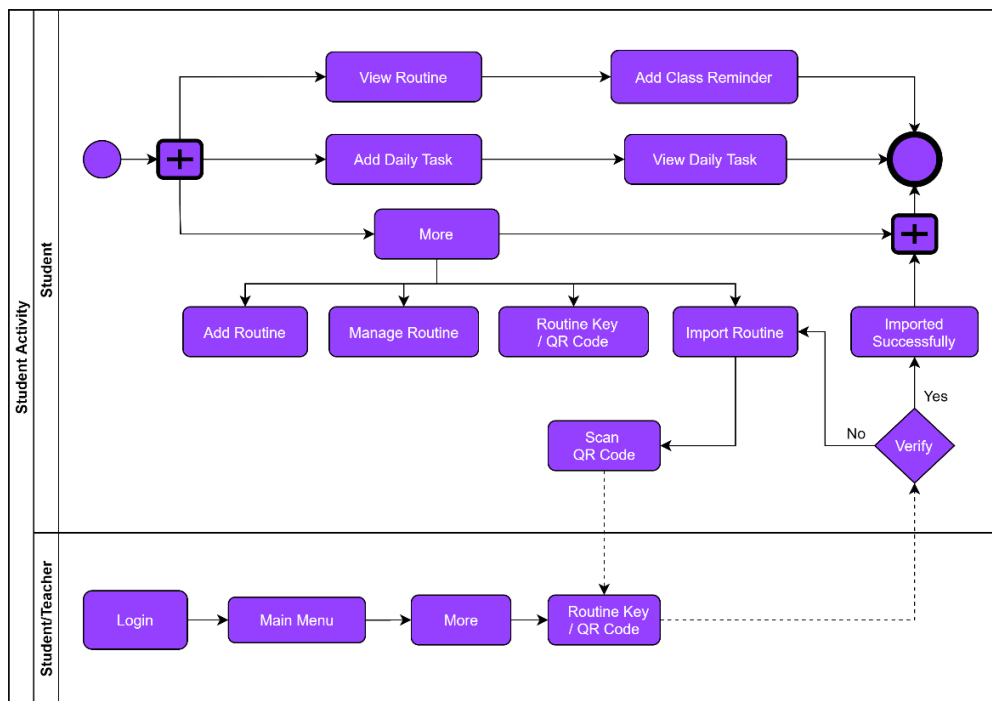 Student Activity
Student
View Routine
Add Class Reminder
Add Daily Task
View Daily Task
More
Add Routine
Manage Routine
Routine Key
/ QR Code
Import Routine
Imported
Successfully
Yes
No
Verify
Scan
QR Code
Student/Teacher
Login
Main Menu
More
Routine Key
/ QR Code